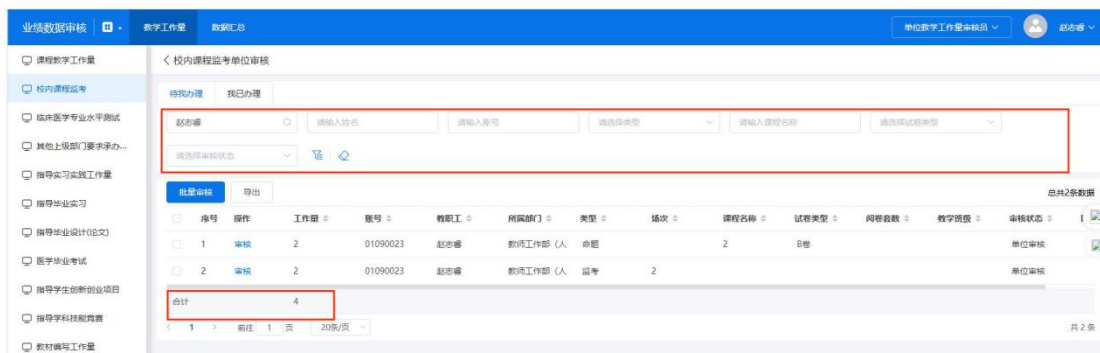 业绩数据审核 教学工作量 数据汇总 单位教学工作量审核员 赵志睿
课程教学工作量
校内课程监考
临床医学专业水平测试
其他上级部门要求承办...
指导实习实践工作量
指导毕业实习
指导毕业设计(论文)
医学毕业考试
指导学生创新创业项目
指导学科技能竞赛
教材编写工作量
校内课程监考单位审核
待我办理 我已办理
赵志睿 请输入姓名 请输入账号 请选择类型 请输入课程名称 请选择试卷类型
请选择审核状态
批量审核 导出 总共2条数据
序号 操作 工作量 账号 教职工 所属部门 类型 场次 课程名称 试卷类型 阅卷套数 教学班级 审核状态
1 审核 2 01090023 赵志睿 教师工作部(人 命题 2 B卷 单位审核
2 审核 2 01090023 赵志睿 教师工作部(人 监考 2 单位审核
合计 4
1 前往 1 页 20条/页 共 2 条